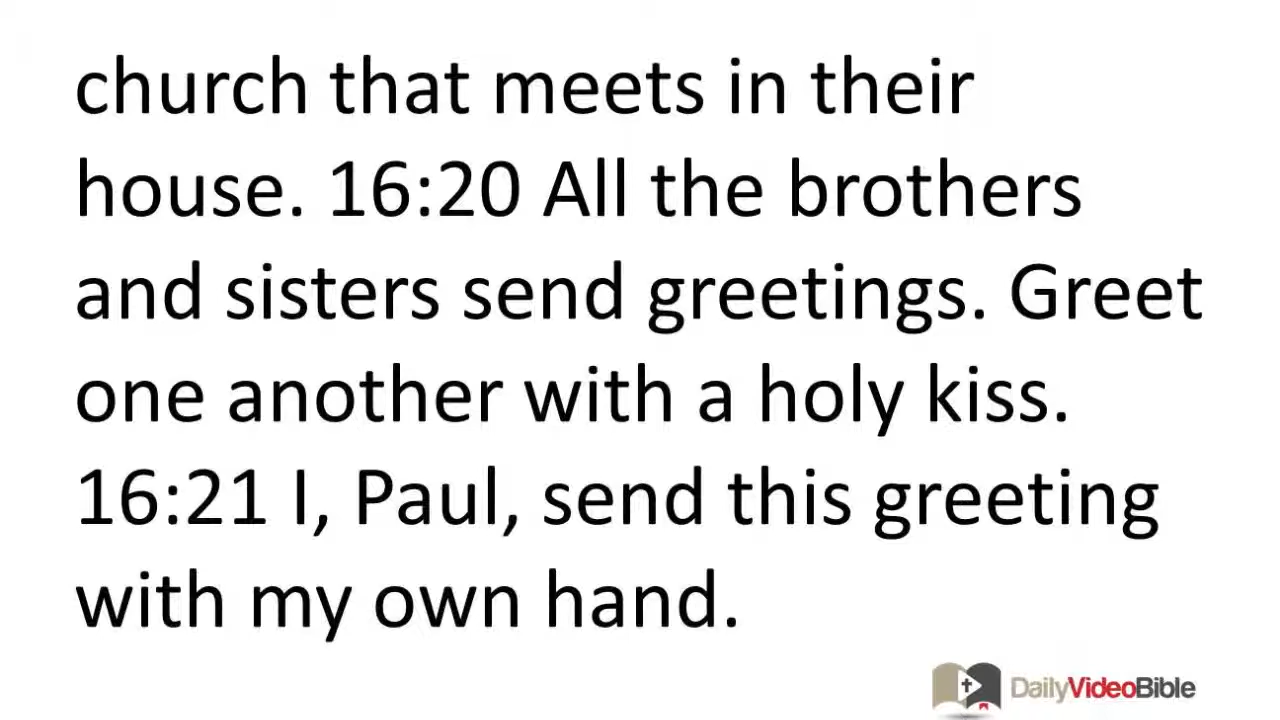 church that meets in their
house. 16:20 All the brothers
and sisters send greetings. Greet
one another with a holy kiss.
16:21 I, Paul, send this greeting
with my own hand.
DailyVideoBible